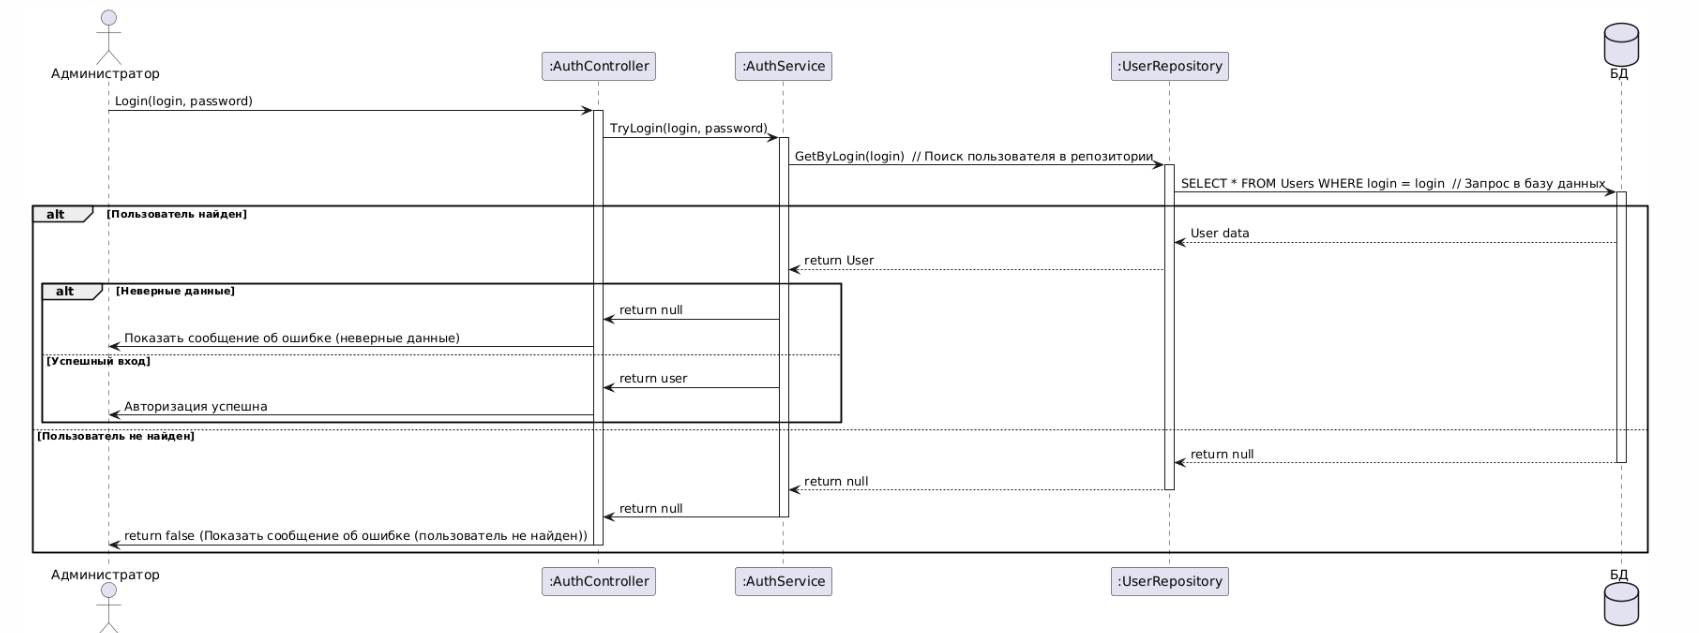 Администратор
:AuthController
:AuthService
:UserRepository
БД
Login(login, password)
TryLogin(login, password)
GetByLogin(login) // Поиск пользователя в репозитории
SELECT * FROM Users WHERE login = login // Запрос в базу данных
alt [Пользователь найден]
User data
return User
alt [Неверные данные]
return null
Показать сообщение об ошибке (неверные данные)
[Успешный вход]
return user
Авторизация успешна
[Пользователь не найден]
return null
return null
return null
return false (Показать сообщение об ошибке (пользователь не найден))
Администратор
:AuthController
:AuthService
:UserRepository
БД